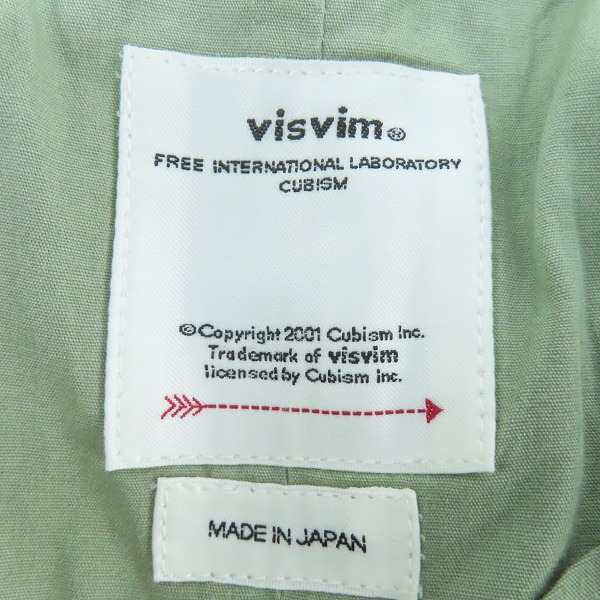 visvim®
FREE INTERNATIONAL LABORATORY
CUBISM
©Copyright 2001 Cubism Inc.
Trademark of visvim
licensed by Cubism Inc.
MADE IN JAPAN